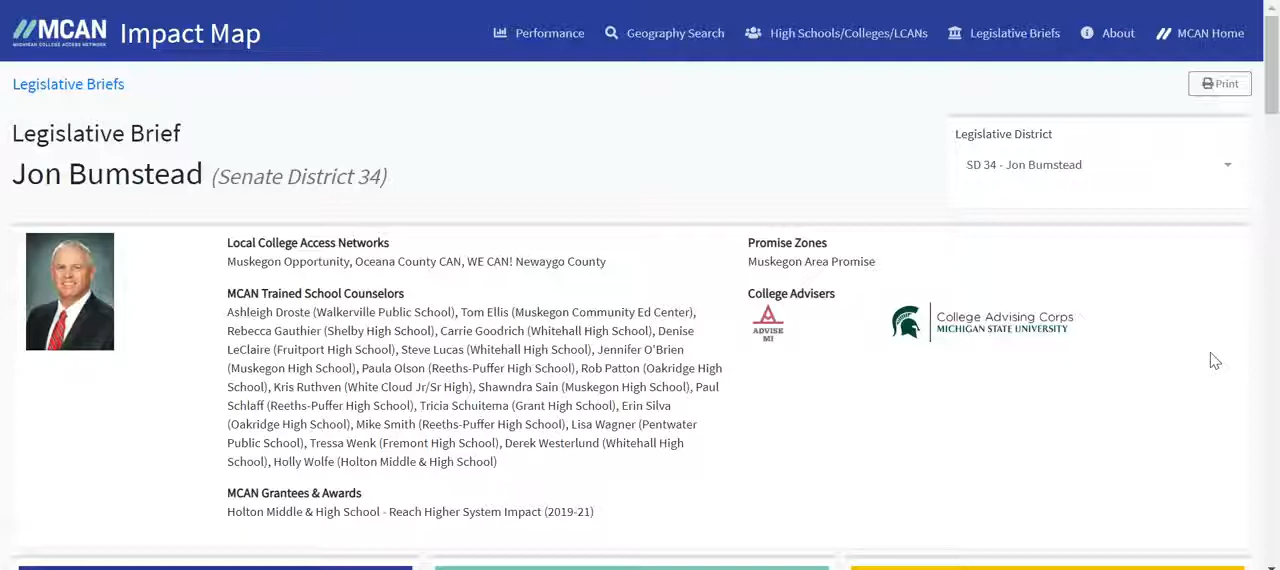 MCAN
MICHIGAN COLLEGE ACCESS NETWORK
Impact Map
Performance
Geography Search
High Schools/Colleges/LCANs
Legislative Briefs
About
MCAN Home
Legislative Briefs
Print
Legislative Brief
Jon Bumstead (Senate District 34)
Legislative District
SD 34 - Jon Bumstead
Local College Access Networks
Muskegon Opportunity, Oceana County CAN, WE CAN! Newaygo County
MCAN Trained School Counselors
Ashleigh Droste (Walkerville Public School), Tom Ellis (Muskegon Community Ed Center),
Rebecca Gauthier (Shelby High School), Carrie Goodrich (Whitehall High School), Denise
LeClaire (Fruitport High School), Steve Lucas (Whitehall High School), Jennifer O'Brien
(Muskegon High School), Paula Olson (Reeths-Puffer High School), Rob Patton (Oakridge High
School), Kris Ruthven (White Cloud Jr/Sr High), Shawndra Sain (Muskegon High School), Paul
Schlaff (Reeths-Puffer High School), Tricia Schuitema (Grant High School), Erin Silva
(Oakridge High School), Mike Smith (Reeths-Puffer High School), Lisa Wagner (Pentwater
Public School), Tressa Wenk (Fremont High School), Derek Westerlund (Whitehall High
School), Holly Wolfe (Holton Middle & High School)
MCAN Grantees & Awards
Holton Middle & High School - Reach Higher System Impact (2019-21)
Promise Zones
Muskegon Area Promise
College Advisers
ADVISE
MI
College Advising Corps
MICHIGAN STATE UNIVERSITY